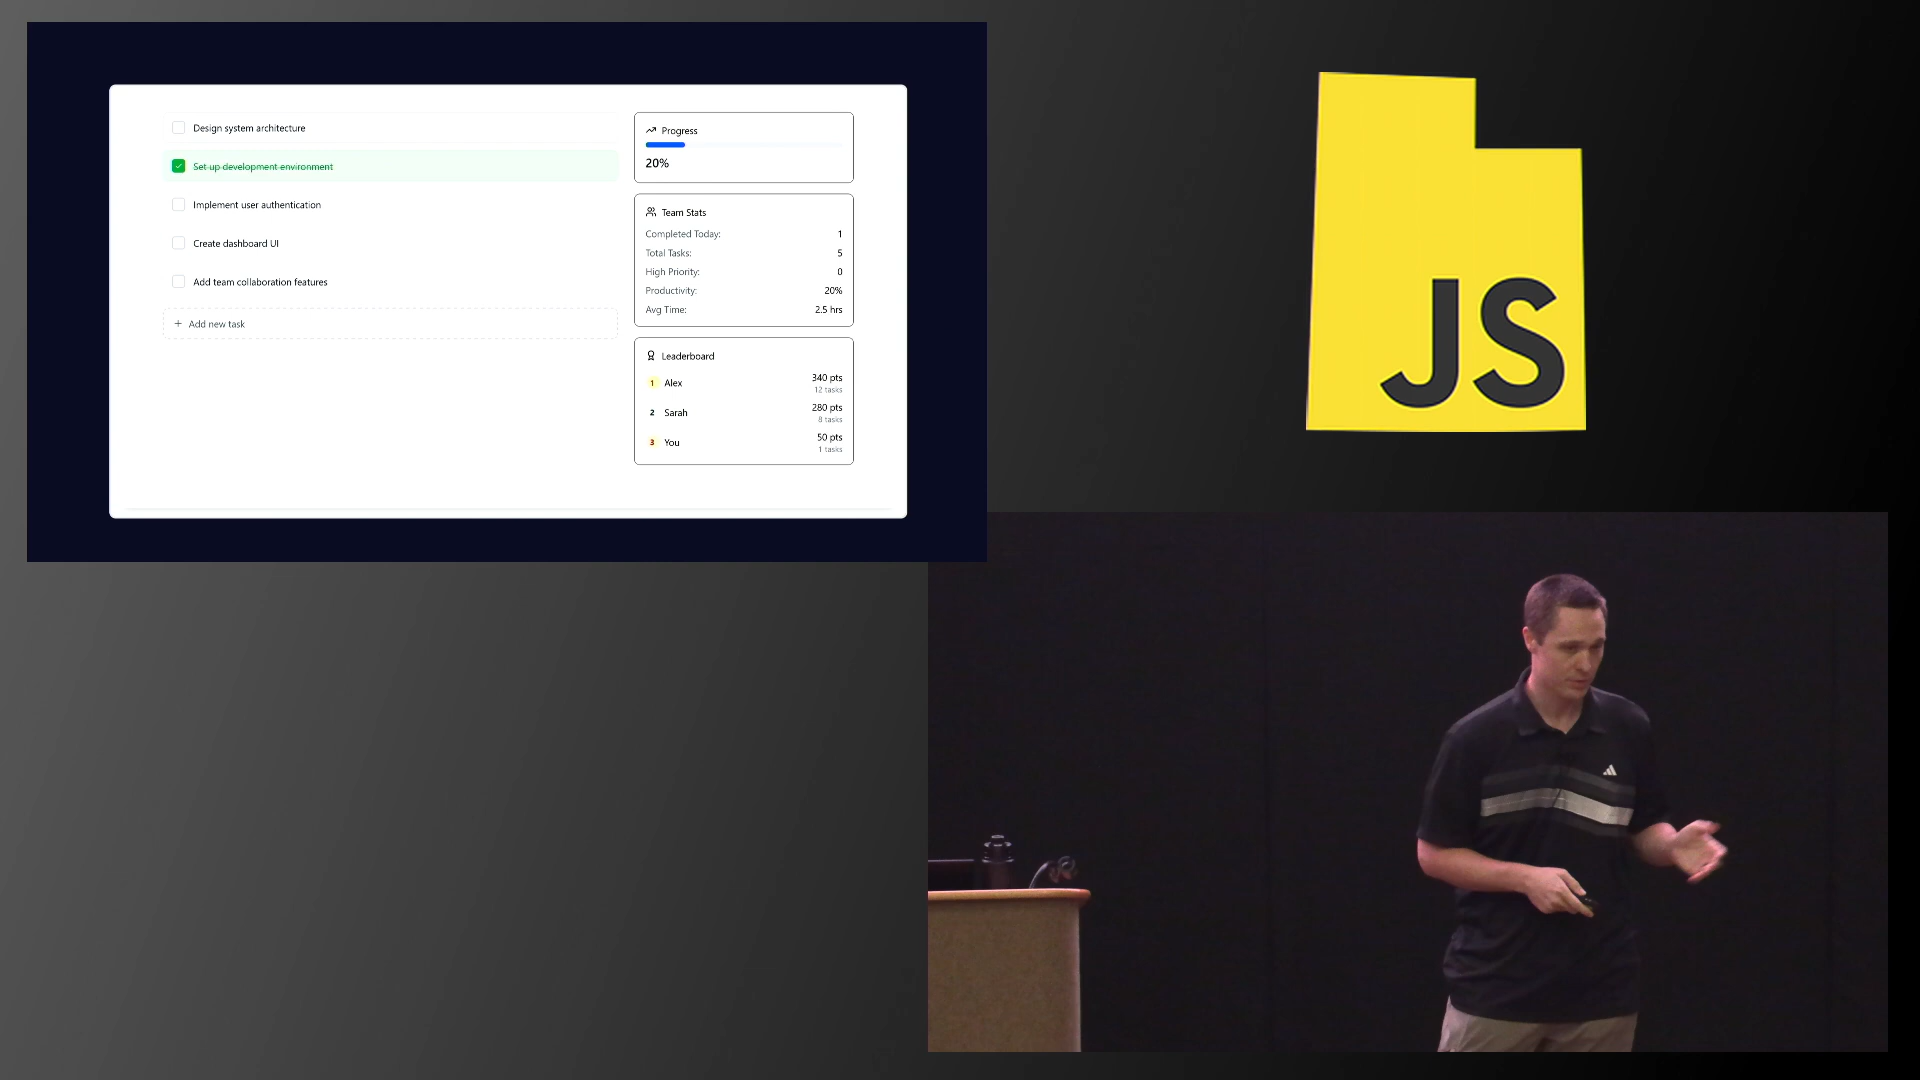 Design system architecture
Set up development environment
Implement user authentication
Create dashboard UI
Add team collaboration features
+ Add new task
Progress
20%
Team Stats
Completed Today: 1
Total Tasks: 5
High Priority: 0
Productivity: 20%
Avg Time: 2.5 hrs
Leaderboard
1 Alex 340 pts
12 tasks
2 Sarah 280 pts
8 tasks
3 You 50 pts
1 tasks
JS